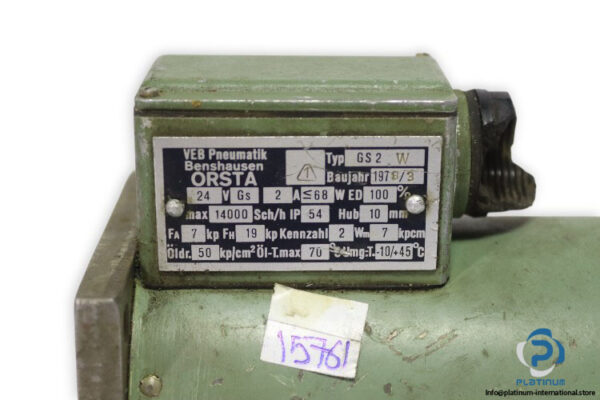 VEB Pneumatik
Benshausen
ORSTA
Typ GS2 W
Baujahr 1978/3
24 V Gs 2 A ≤68 W ED 100 %
max 14000 Sch/h IP 54 Hub 10 mm
FA 7 kp FH 19 kp Kennzahl 2 Wm 7 kpcm
Öldr. 50 kp/cm² Öl-T.max 70 °C Umg.-T. -10/+45 °C
15761
PLATINUM
Info@platinum-international.store